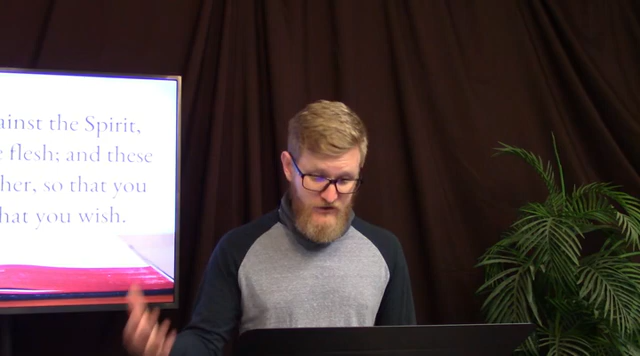 ainst the Spirit,
flesh; and these
her, so that you
hat you wish.